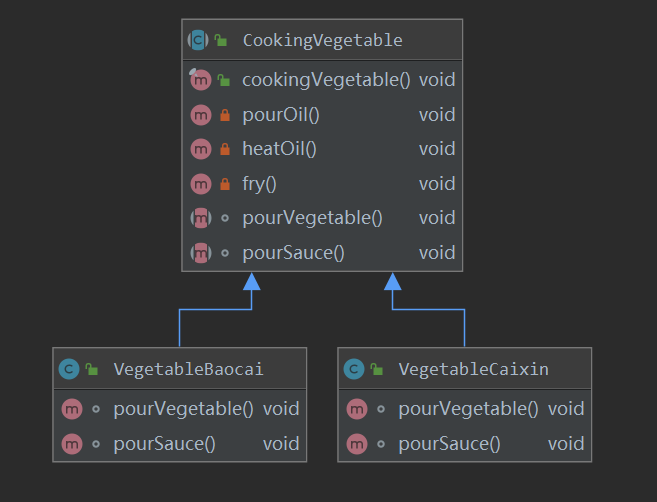 CookingVegetable
cookingVegetable() void
pourOil() void
heatOil() void
fry() void
pourVegetable() void
pourSauce() void
VegetableBaocai
pourVegetable() void
pourSauce() void
VegetableCaixin
pourVegetable() void
pourSauce() void